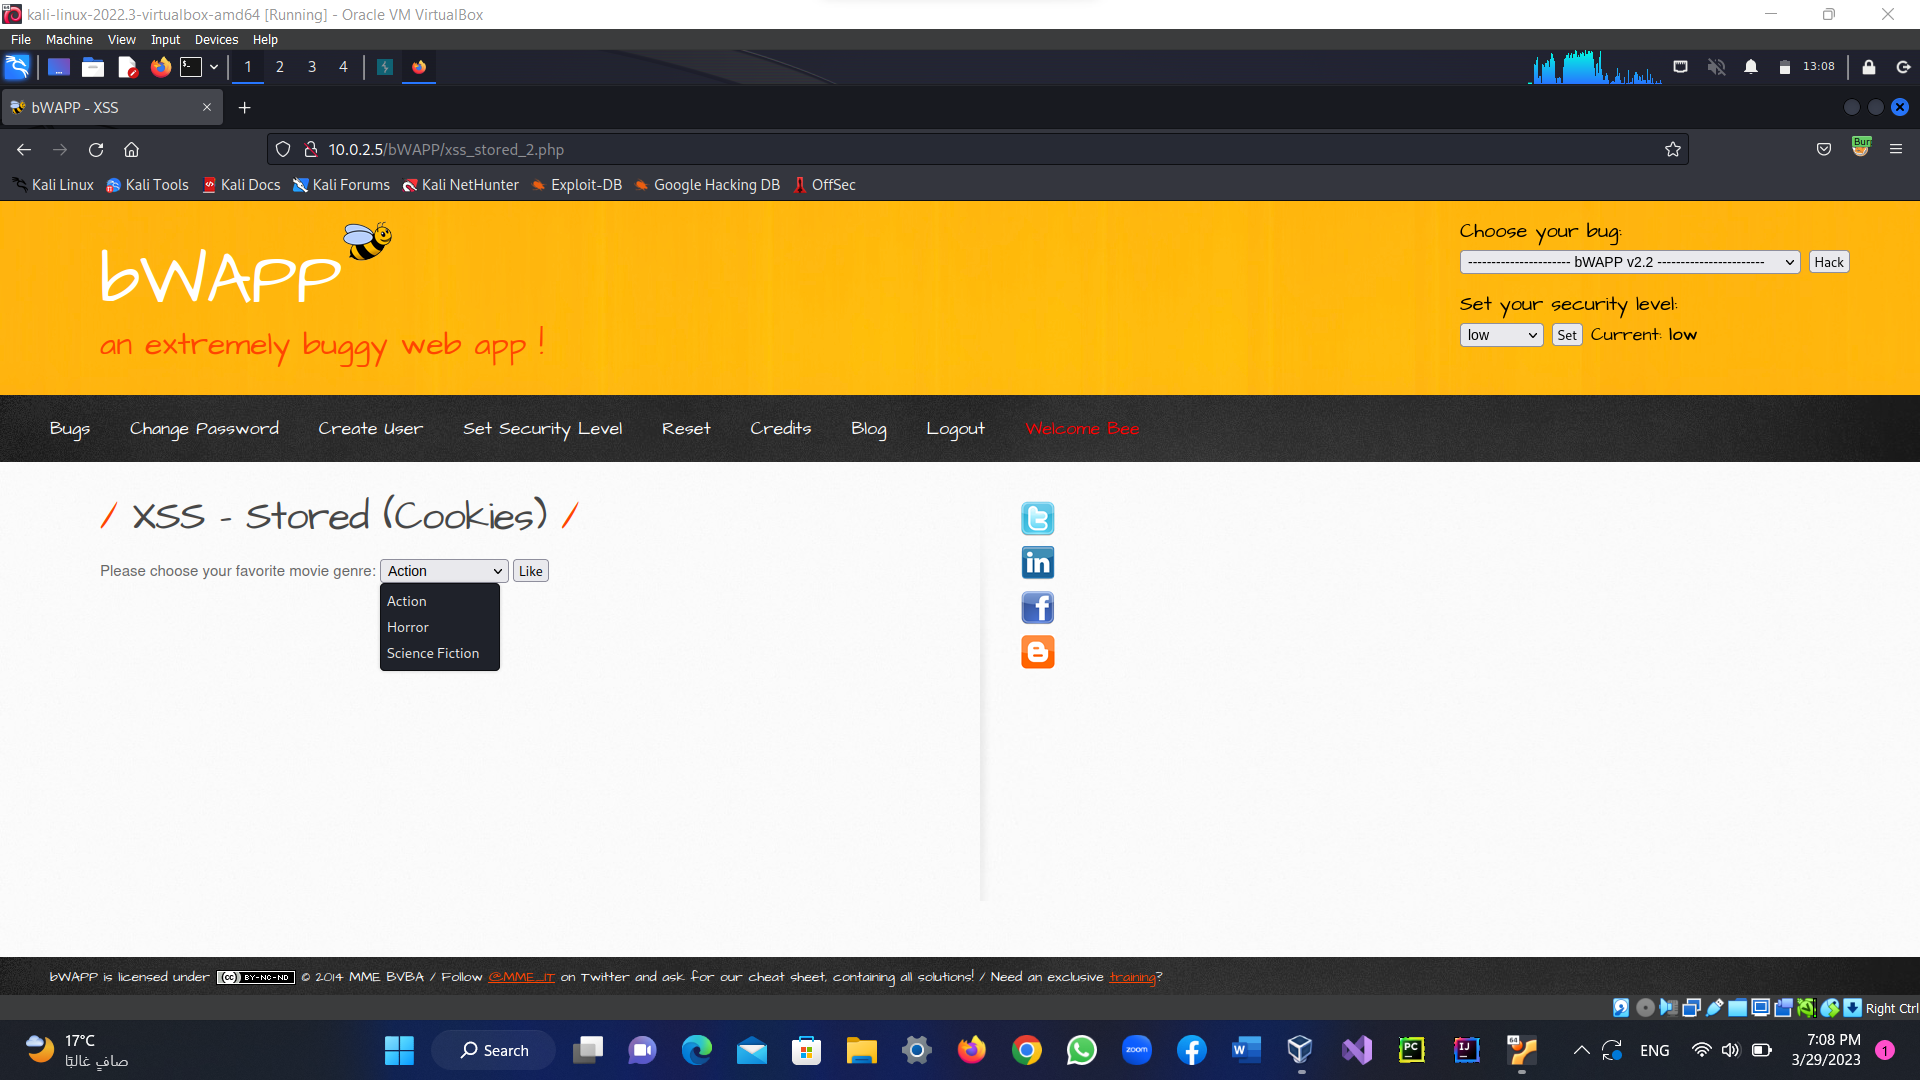 kali-linux-2022.3-virtualbox-amd64 [Running] - Oracle VM VirtualBox
File Machine View Input Devices Help
1 2 3 4 13:08
bWAPP - XSS
10.0.2.5/bWAPP/xss_stored_2.php
Burp
Kali Linux Kali Tools Kali Docs Kali Forums Kali NetHunter Exploit-DB Google Hacking DB OffSec
bWAPP
an extremely buggy web app !
Choose your bug:
---------------------- bWAPP v2.2 ----------------------- Hack
Set your security level:
low Set Current: low
Bugs Change Password Create User Set Security Level Reset Credits Blog Logout Welcome Bee
/ XSS - Stored (Cookies) /
Please choose your favorite movie genre: Action Like
Action
Horror
Science Fiction
bWAPP is licensed under (cc) BY-NC-ND © 2014 MME BVBA / Follow @MME_IT on Twitter and ask for our cheat sheet, containing all solutions! / Need an exclusive training?
Right Ctrl
17°C
صافٍ غالبًا
Search
zoom
ENG
7:08 PM
3/29/2023
1